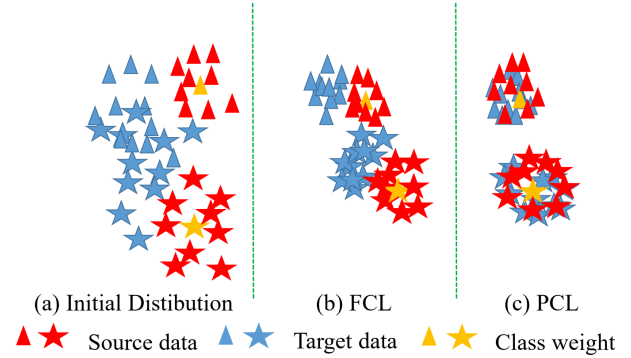 (a) Initial Distibution
(b) FCL
(c) PCL
Source data
Target data
Class weight